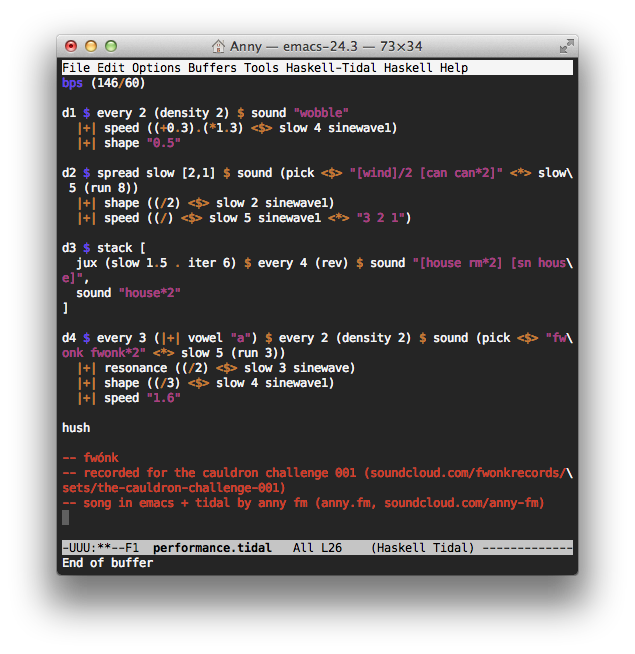 Anny — emacs-24.3 — 73×34
File Edit Options Buffers Tools Haskell-Tidal Haskell Help
bps (146/60)
d1 $ every 2 (density 2) $ sound "wobble"
|+| speed ((+0.3).(*1.3) <$> slow 4 sinewave1)
|+| shape "0.5"
d2 $ spread slow [2,1] $ sound (pick <$> "[wind]/2 [can can*2]" <*> slow\
5 (run 8))
|+| shape ((/2) <$> slow 2 sinewave1)
|+| speed ((/) <$> slow 5 sinewave1 <*> "3 2 1")
d3 $ stack [
jux (slow 1.5 . iter 6) $ every 4 (rev) $ sound "[house rm*2] [sn hous\
e]",
sound "house*2"
]
d4 $ every 3 (|+| vowel "a") $ every 2 (density 2) $ sound (pick <$> "fw\
onk fwonk*2" <*> slow 5 (run 3))
|+| resonance ((/2) <$> slow 3 sinewave)
|+| shape ((/3) <$> slow 4 sinewave1)
|+| speed "1.6"
hush
-- fwónk
-- recorded for the cauldron challenge 001 (soundcloud.com/fwonkrecords/\
sets/the-cauldron-challenge-001)
-- song in emacs + tidal by anny fm (anny.fm, soundcloud.com/anny-fm)
-UUU:**--F1  performance.tidal   All L26    (Haskell Tidal) -------------
End of buffer